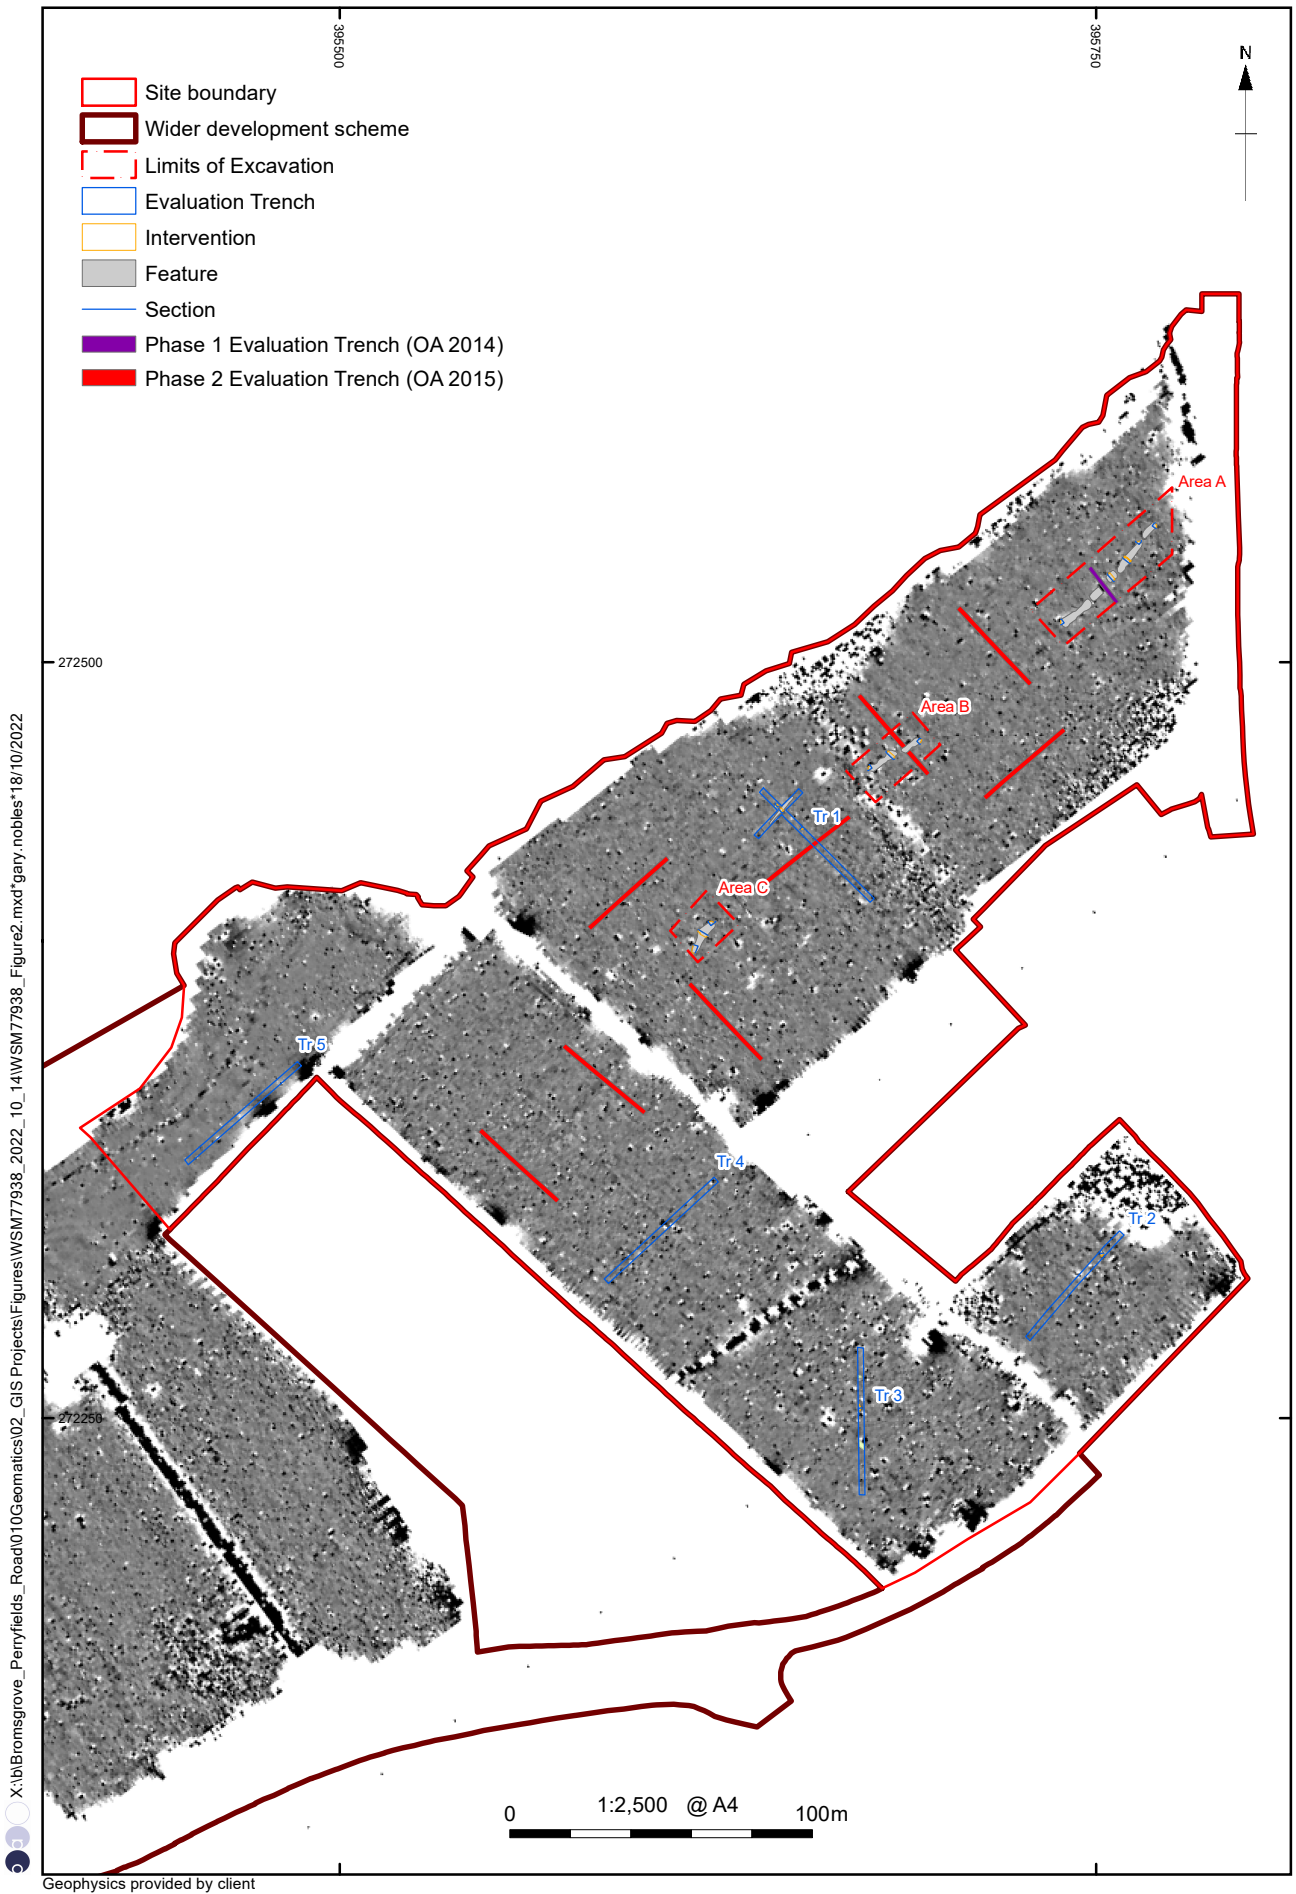 395500
395750
N
Site boundary
Wider development scheme
Limits of Excavation
Evaluation Trench
Intervention
Feature
Section
Phase 1 Evaluation Trench (OA 2014)
Phase 2 Evaluation Trench (OA 2015)
Area A
272500
Area B
Tr 1
Area C
Tr 5
Tr 4
Tr 2
Tr 3
272250
1:2,500 @ A4
0 100m
Geophysics provided by client
X:\b\Bromsgrove_Perryfields_Road\010Geomatics\02_GIS Projects\Figures\WSM77938_2022_10_14\WSM77938_Figure2.mxd*gary.nobles*18/10/2022